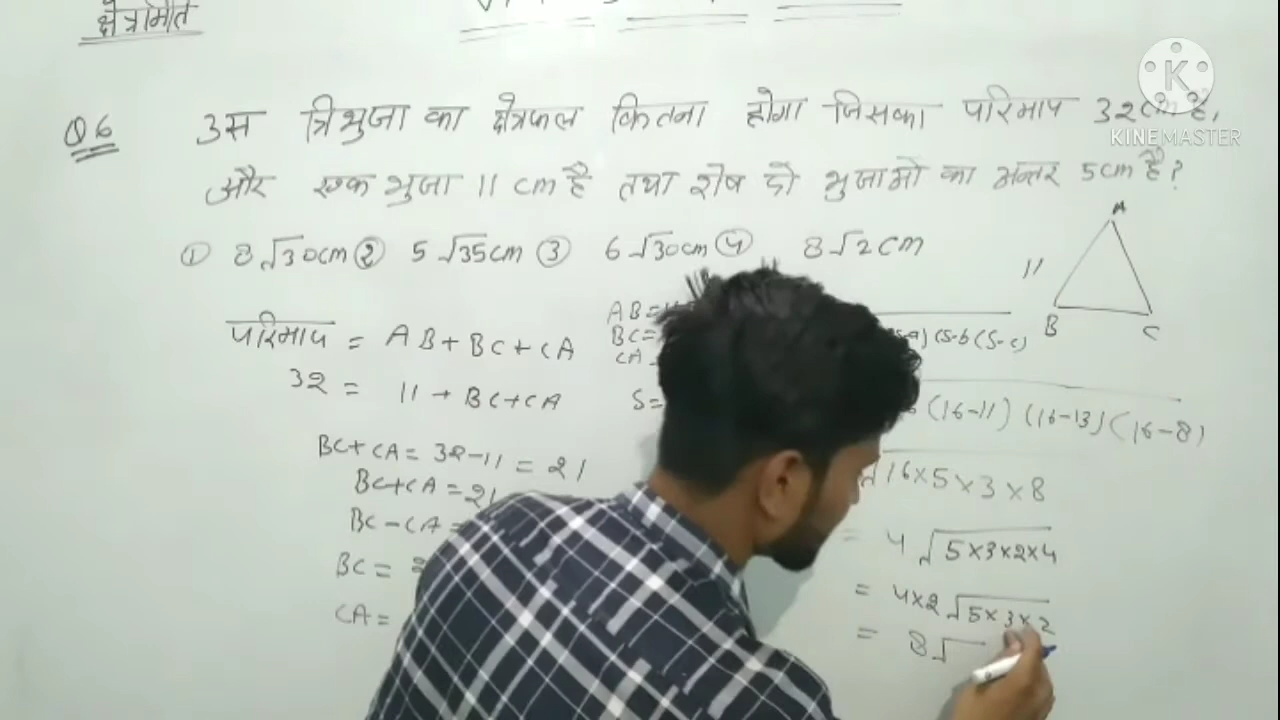 क्षेत्रमिति
K
KINEMASTER
Q6 उस त्रिभुजा का क्षेत्रफल कितना होगा जिसका परिमाप 32cm है,
और एक भुजा 11 cm है तथा शेष दो भुजाओ का अन्तर 5cm है?
① 8√30cm ② 5√35cm ③ 6√30cm ④ 8√2cm
A
11
B
C
परिमाप = AB+BC+CA
32 = 11 + BC+CA
BC+CA = 32-11 = 21
BC+CA = 21
BC-CA =
BC =
CA =
AB=
BC=
CA
S=
(s-b(s-c)
(16-11) (16-13) (16-8)
√16×5×3×8
= 4 √5×3×2×4
= 4×2 √5×3×2
= 8√